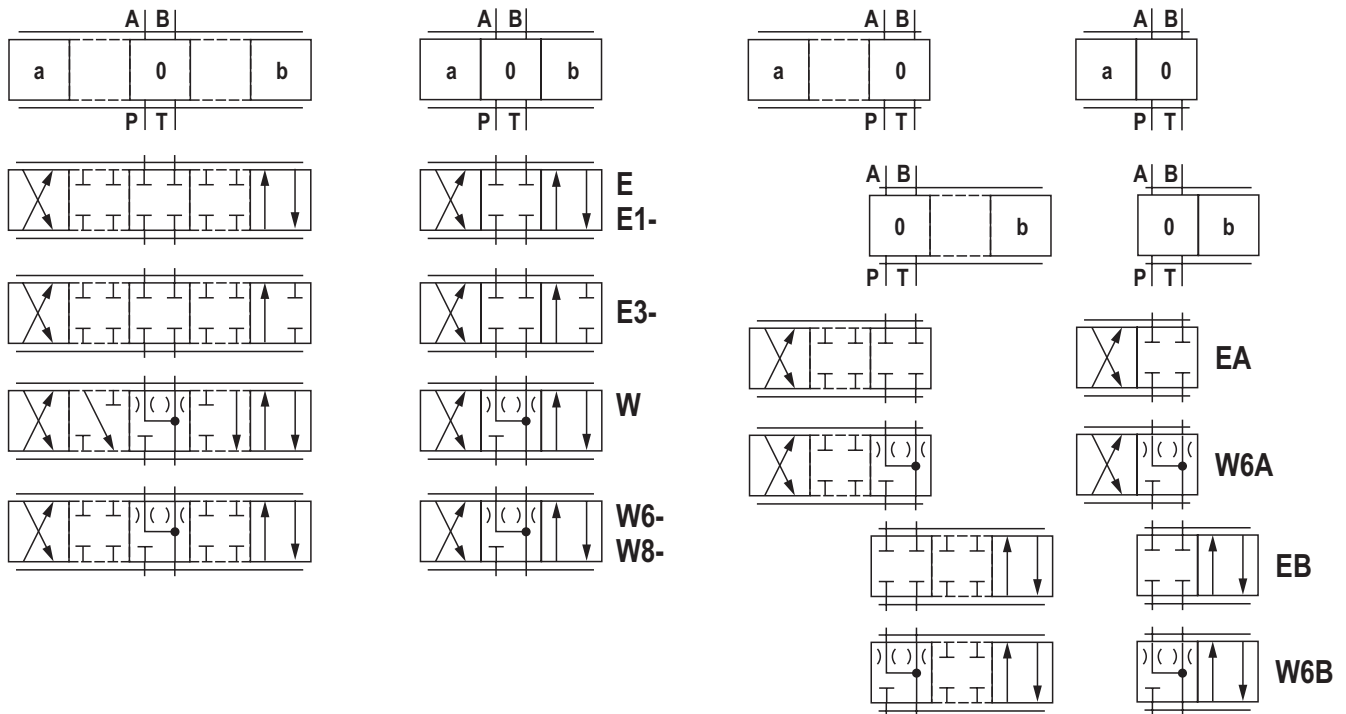 A B
a 0 b
P T
A B
a 0 b
P T
E
E1-
E3-
W
W6-
W8-
A B
a 0
P T
A B
a 0
P T
A B
0 b
P T
A B
0 b
P T
EA
W6A
EB
W6B